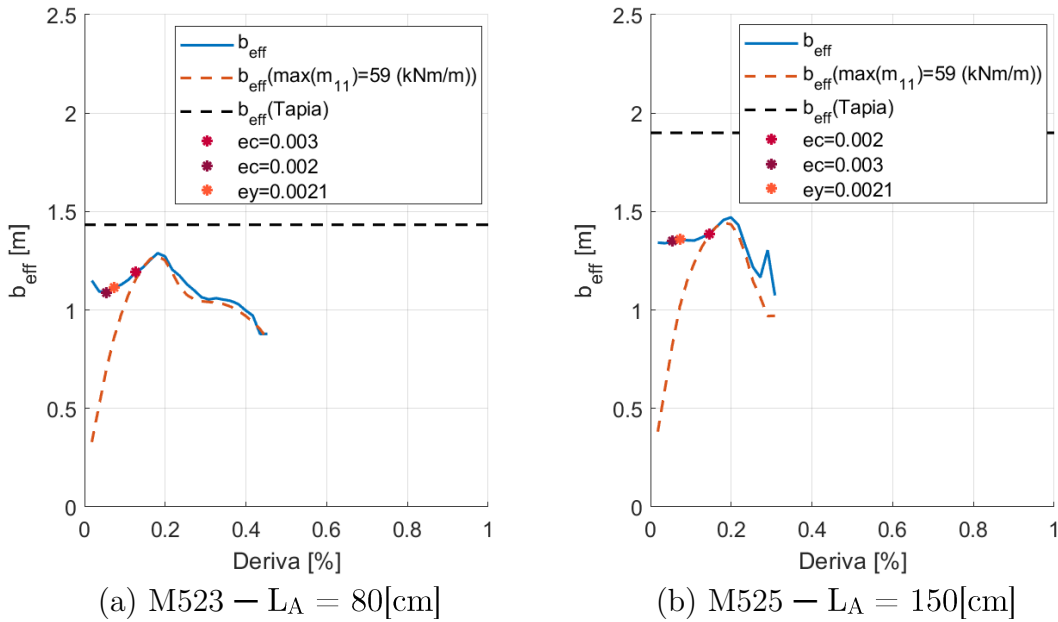 2.5
2
1.5
1
0.5
0
b_eff [m]
b_eff
b_eff(max(m_11)=59 (kNm/m))
b_eff(Tapia)
ec=0.003
ec=0.002
ey=0.0021
0 0.2 0.4 0.6 0.8 1
Deriva [%]
(a) M523 — L_A = 80[cm]
2.5
2
1.5
1
0.5
0
b_eff [m]
b_eff
b_eff(max(m_11)=59 (kNm/m))
b_eff(Tapia)
ec=0.002
ec=0.003
ey=0.0021
0 0.2 0.4 0.6 0.8 1
Deriva [%]
(b) M525 — L_A = 150[cm]